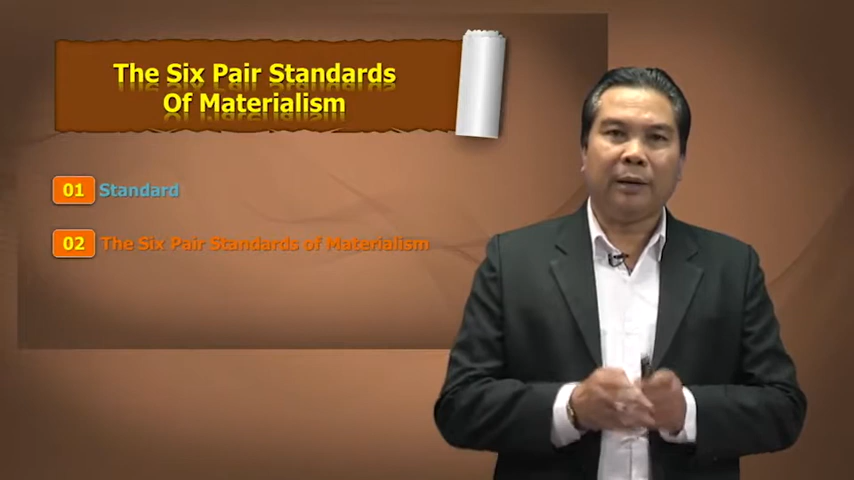 The Six Pair Standards
Of Materialism
01 Standard
02 The Six Pair Standards of Materialism